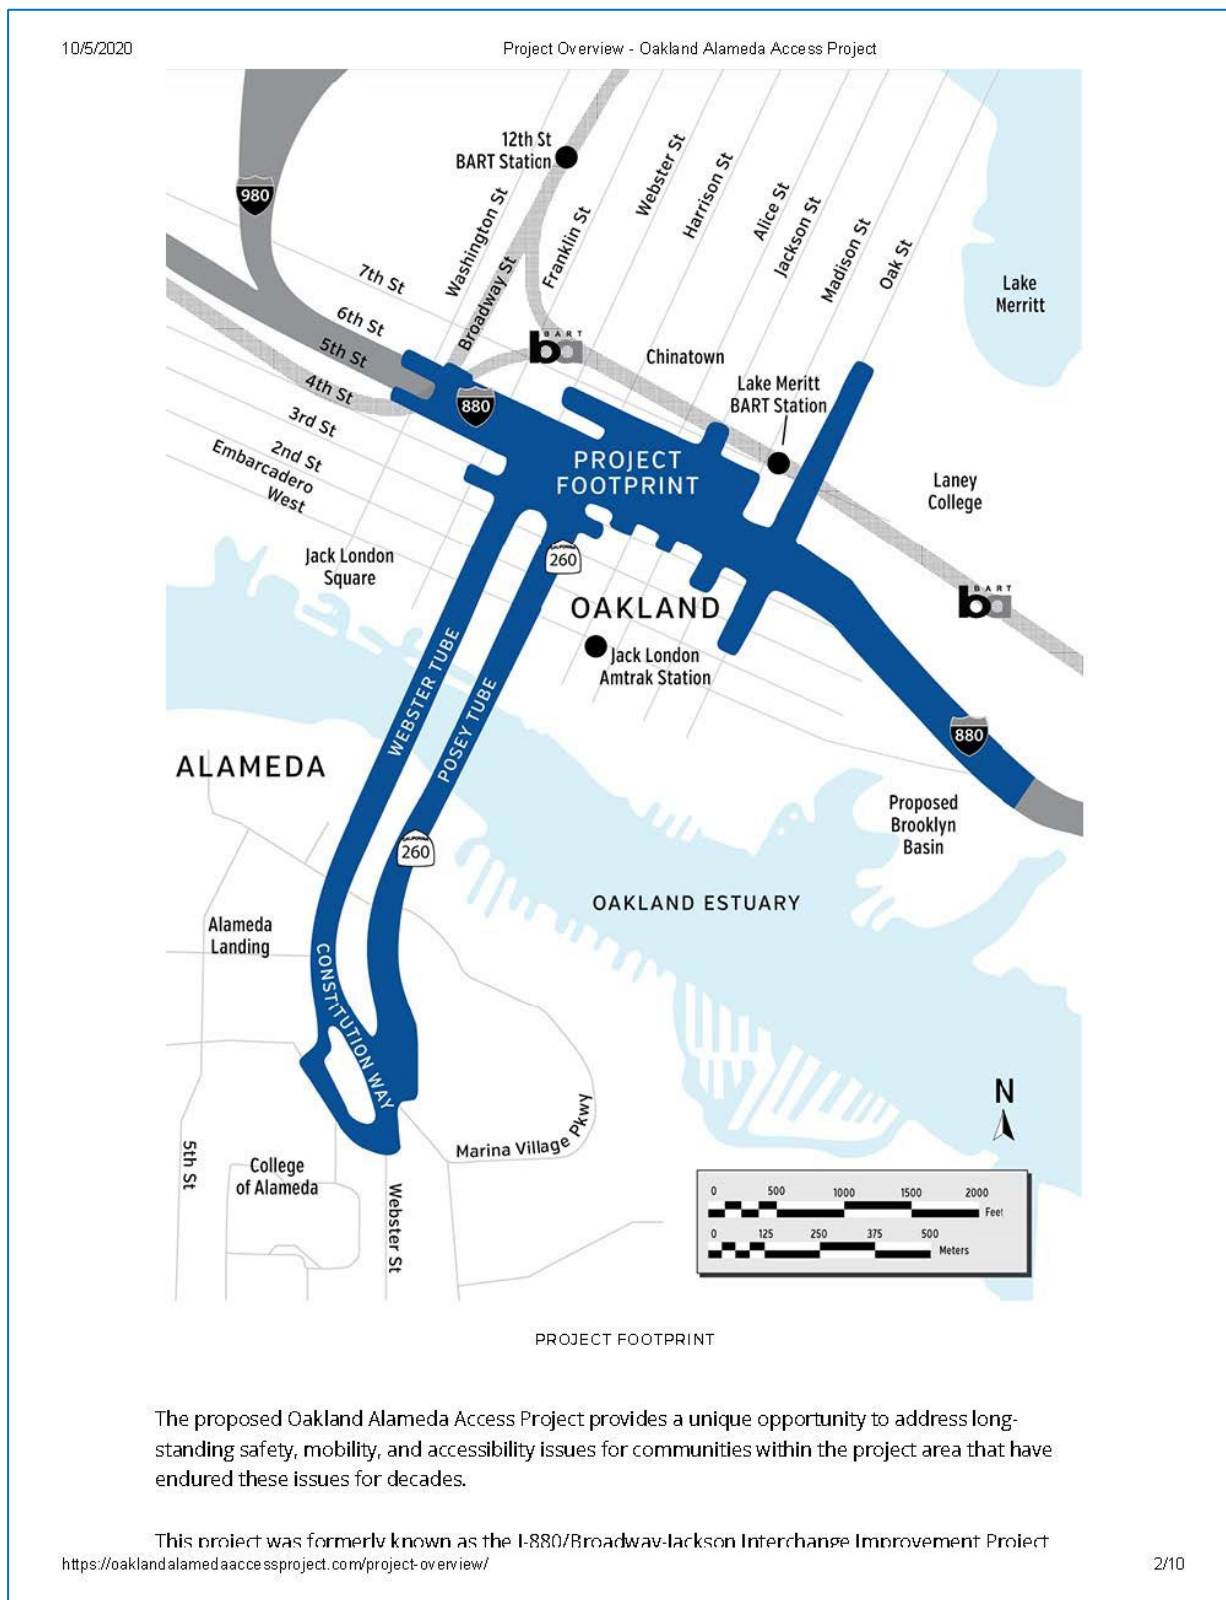 10/5/2020
Project Overview - Oakland Alameda Access Project
12th St
BART Station
980
Washington St
Broadway St
Franklin St
Webster St
Harrison St
Alice St
Jackson St
Madison St
Oak St
Lake
Merritt
7th St
6th St
5th St
4th St
3rd St
2nd St
Embarcadero
West
BART
ba
Chinatown
Lake Meritt
BART Station
880
PROJECT
FOOTPRINT
Laney
College
Jack London
Square
CALIFORNIA
260
OAKLAND
BART
ba
Jack London
Amtrak Station
WEBSTER TUBE
POSEY TUBE
880
ALAMEDA
Proposed
Brooklyn
Basin
CALIFORNIA
260
OAKLAND ESTUARY
Alameda
Landing
CONSTITUTION WAY
N
Marina Village Pkwy
5th St
College
of Alameda
Webster St
0 500 1000 1500 2000
Feet
0 125 250 375 500
Meters
PROJECT FOOTPRINT
The proposed Oakland Alameda Access Project provides a unique opportunity to address long-
standing safety, mobility, and accessibility issues for communities within the project area that have
endured these issues for decades.
This project was formerly known as the I-880/Broadway-Jackson Interchange Improvement Project
https://oaklandalamedaaccessproject.com/project-overview/
2/10